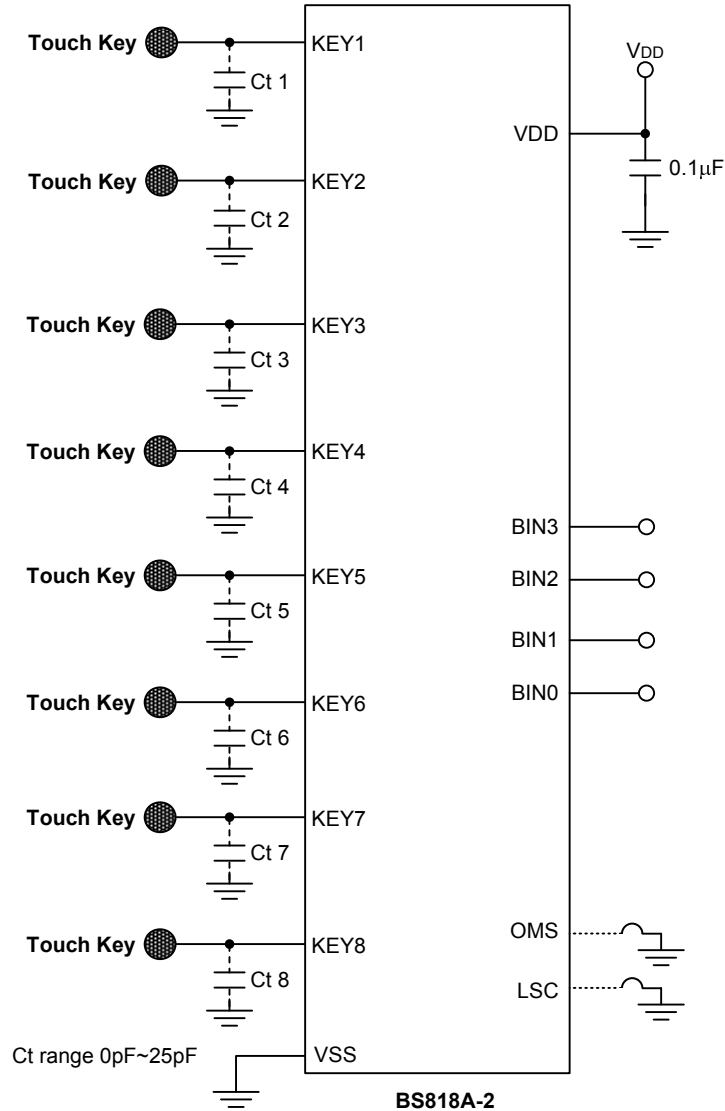 Touch Key
KEY1
Ct 1
VDD
VDD
0.1μF
Touch Key
KEY2
Ct 2
Touch Key
KEY3
Ct 3
Touch Key
KEY4
Ct 4
BIN3
Touch Key
KEY5
BIN2
Ct 5
BIN1
Touch Key
KEY6
BIN0
Ct 6
Touch Key
KEY7
Ct 7
Touch Key
KEY8
OMS
Ct 8
LSC
Ct range 0pF~25pF
VSS
BS818A-2